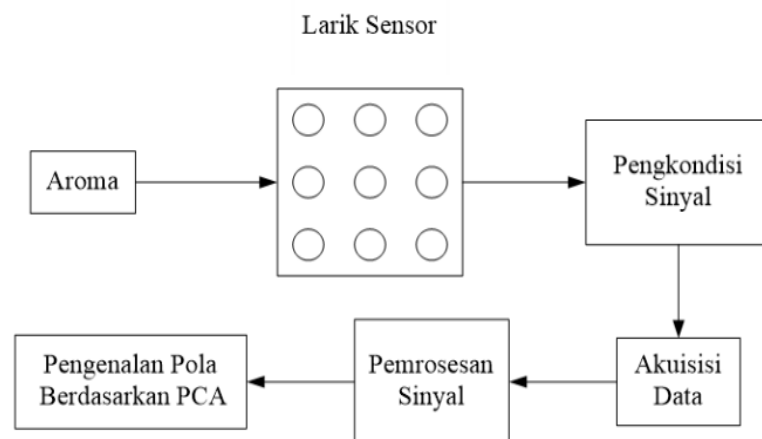 Larik Sensor
Aroma
Pengkondisi
Sinyal
Akuisisi
Data
Pemrosesan
Sinyal
Pengenalan Pola
Berdasarkan PCA